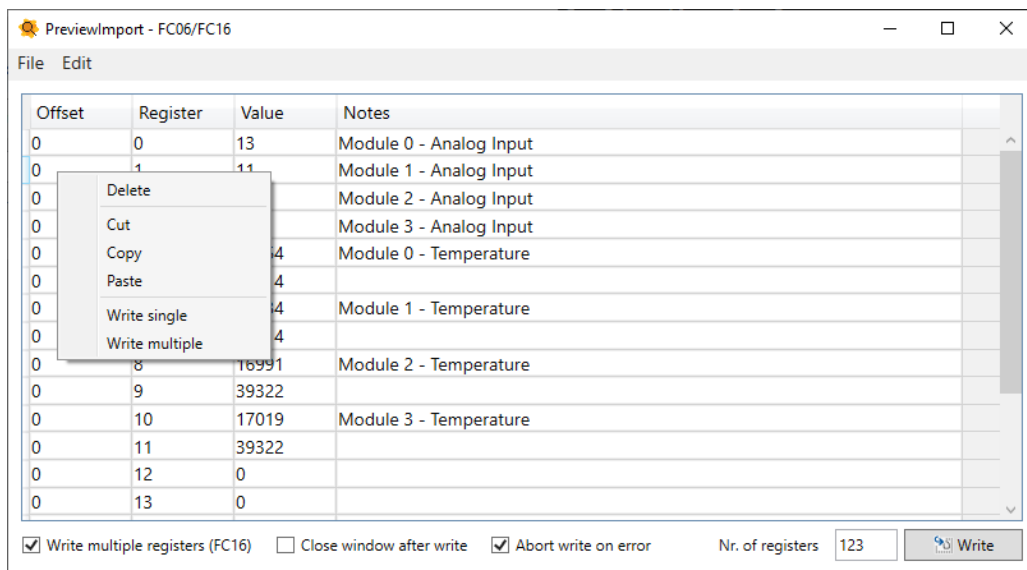 PreviewImport - FC06/FC16
File Edit
Offset Register Value Notes
0 0 13 Module 0 - Analog Input
0 1 11 Module 1 - Analog Input
0 Module 2 - Analog Input
0 Module 3 - Analog Input
0 Module 0 - Temperature
0
0 Module 1 - Temperature
0
0 8 16991 Module 2 - Temperature
0 9 39322
0 10 17019 Module 3 - Temperature
0 11 39322
0 12 0
0 13 0
Delete
Cut
Copy
Paste
Write single
Write multiple
Write multiple registers (FC16) Close window after write Abort write on error Nr. of registers 123 Write